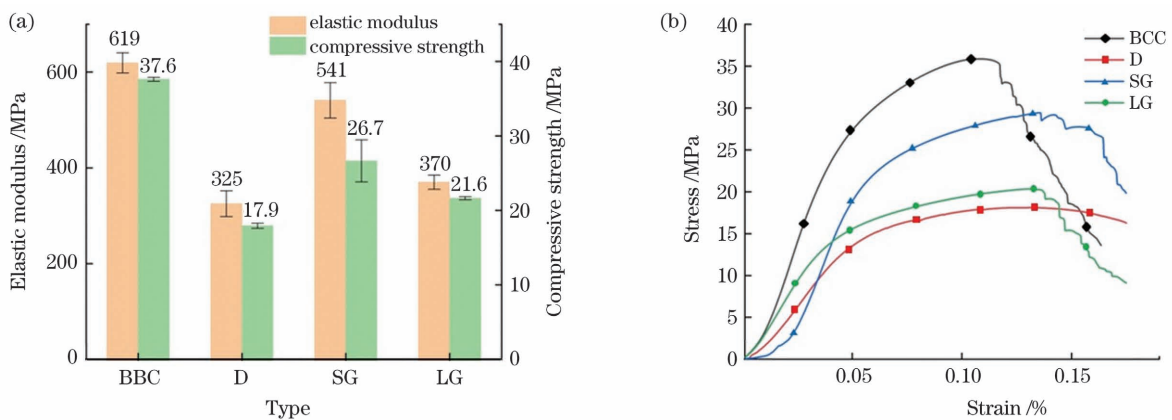 (a)
elastic modulus
compressive strength
619
37.6
325
17.9
541
26.7
370
21.6
Elastic modulus /MPa
600
400
200
0
Compressive strength /MPa
40
30
20
10
0
BBC D SG LG
Type
(b)
BCC
D
SG
LG
Stress /MPa
40
35
30
25
20
15
10
5
0
0.05 0.10 0.15
Strain /%